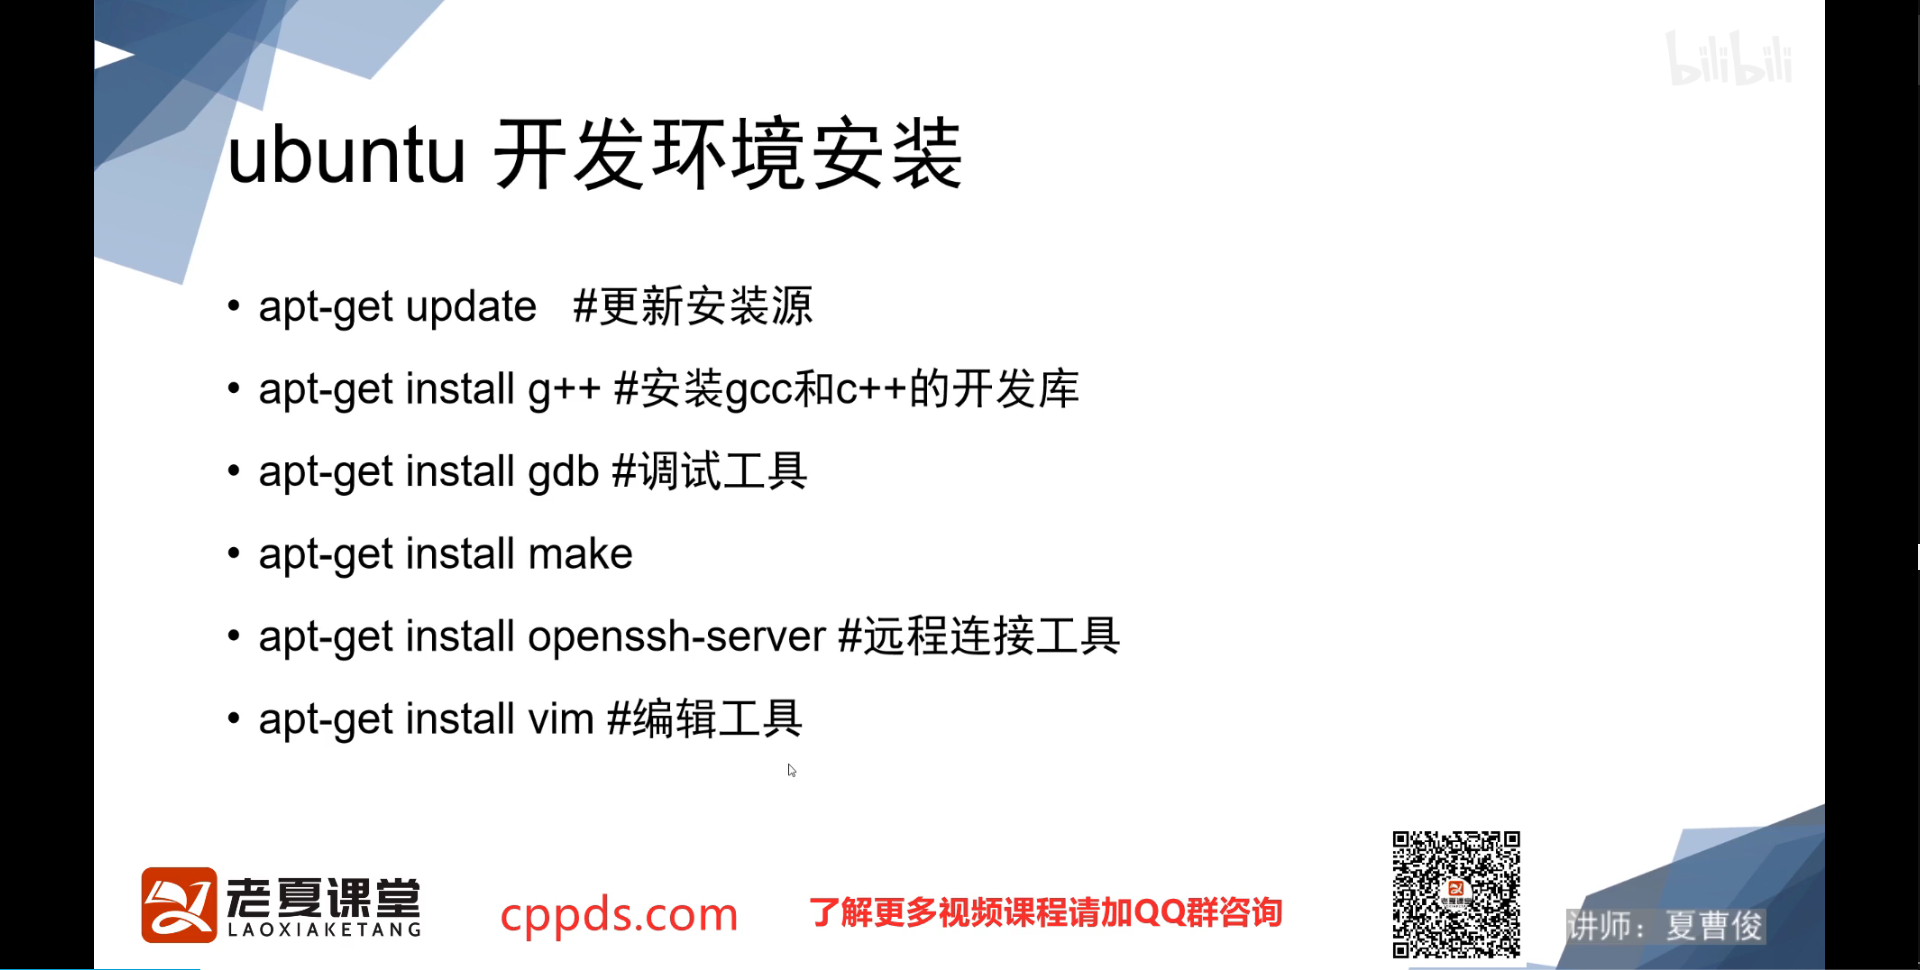 bilibili
ubuntu 开发环境安装
• apt-get update #更新安装源
• apt-get install g++ #安装gcc和c++的开发库
• apt-get install gdb #调试工具
• apt-get install make
• apt-get install openssh-server #远程连接工具
• apt-get install vim #编辑工具
老夏课堂
LAOXIAKETANG
cppds.com
了解更多视频课程请加QQ群咨询
老夏课堂
讲师：夏曹俊